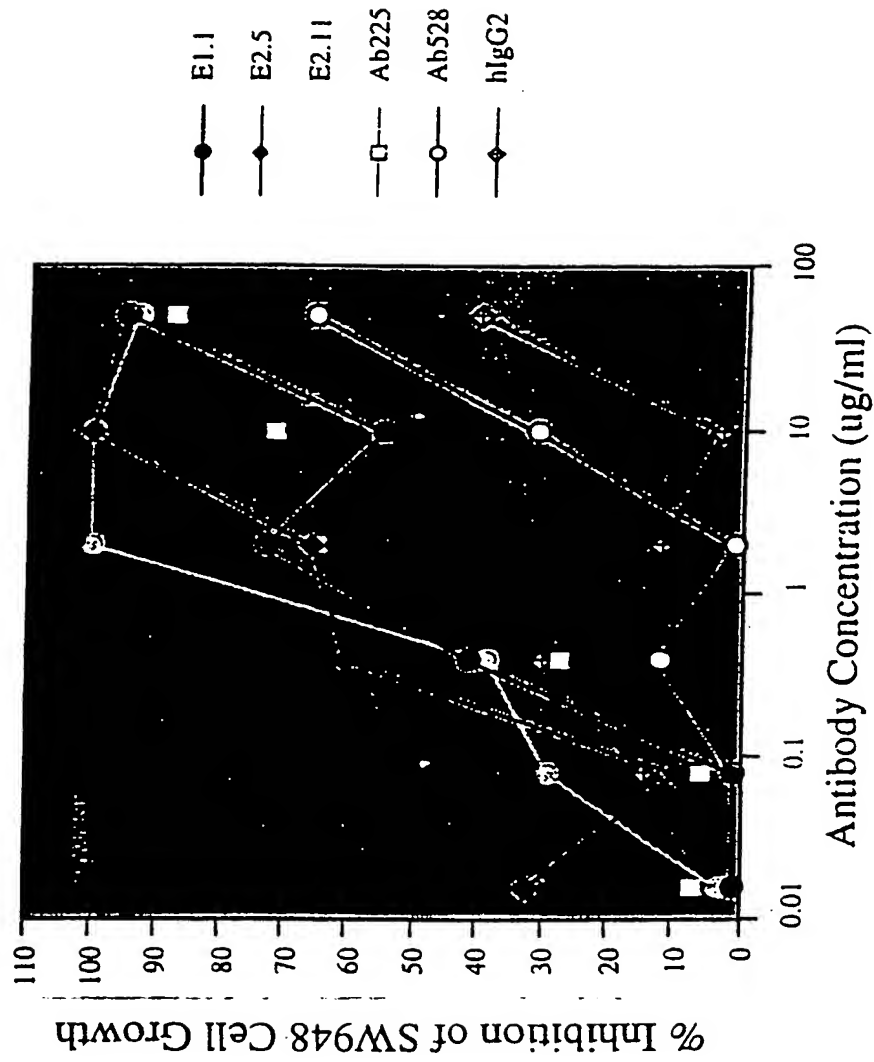 % Inhibition of SW948 Cell Growth
110
100
90
80
70
60
50
40
30
20
10
0
0.01
0.1
1
10
100
Antibody Concentration (ug/ml)
E1.1
E2.5
E2.11
Ab225
Ab528
hIgG2